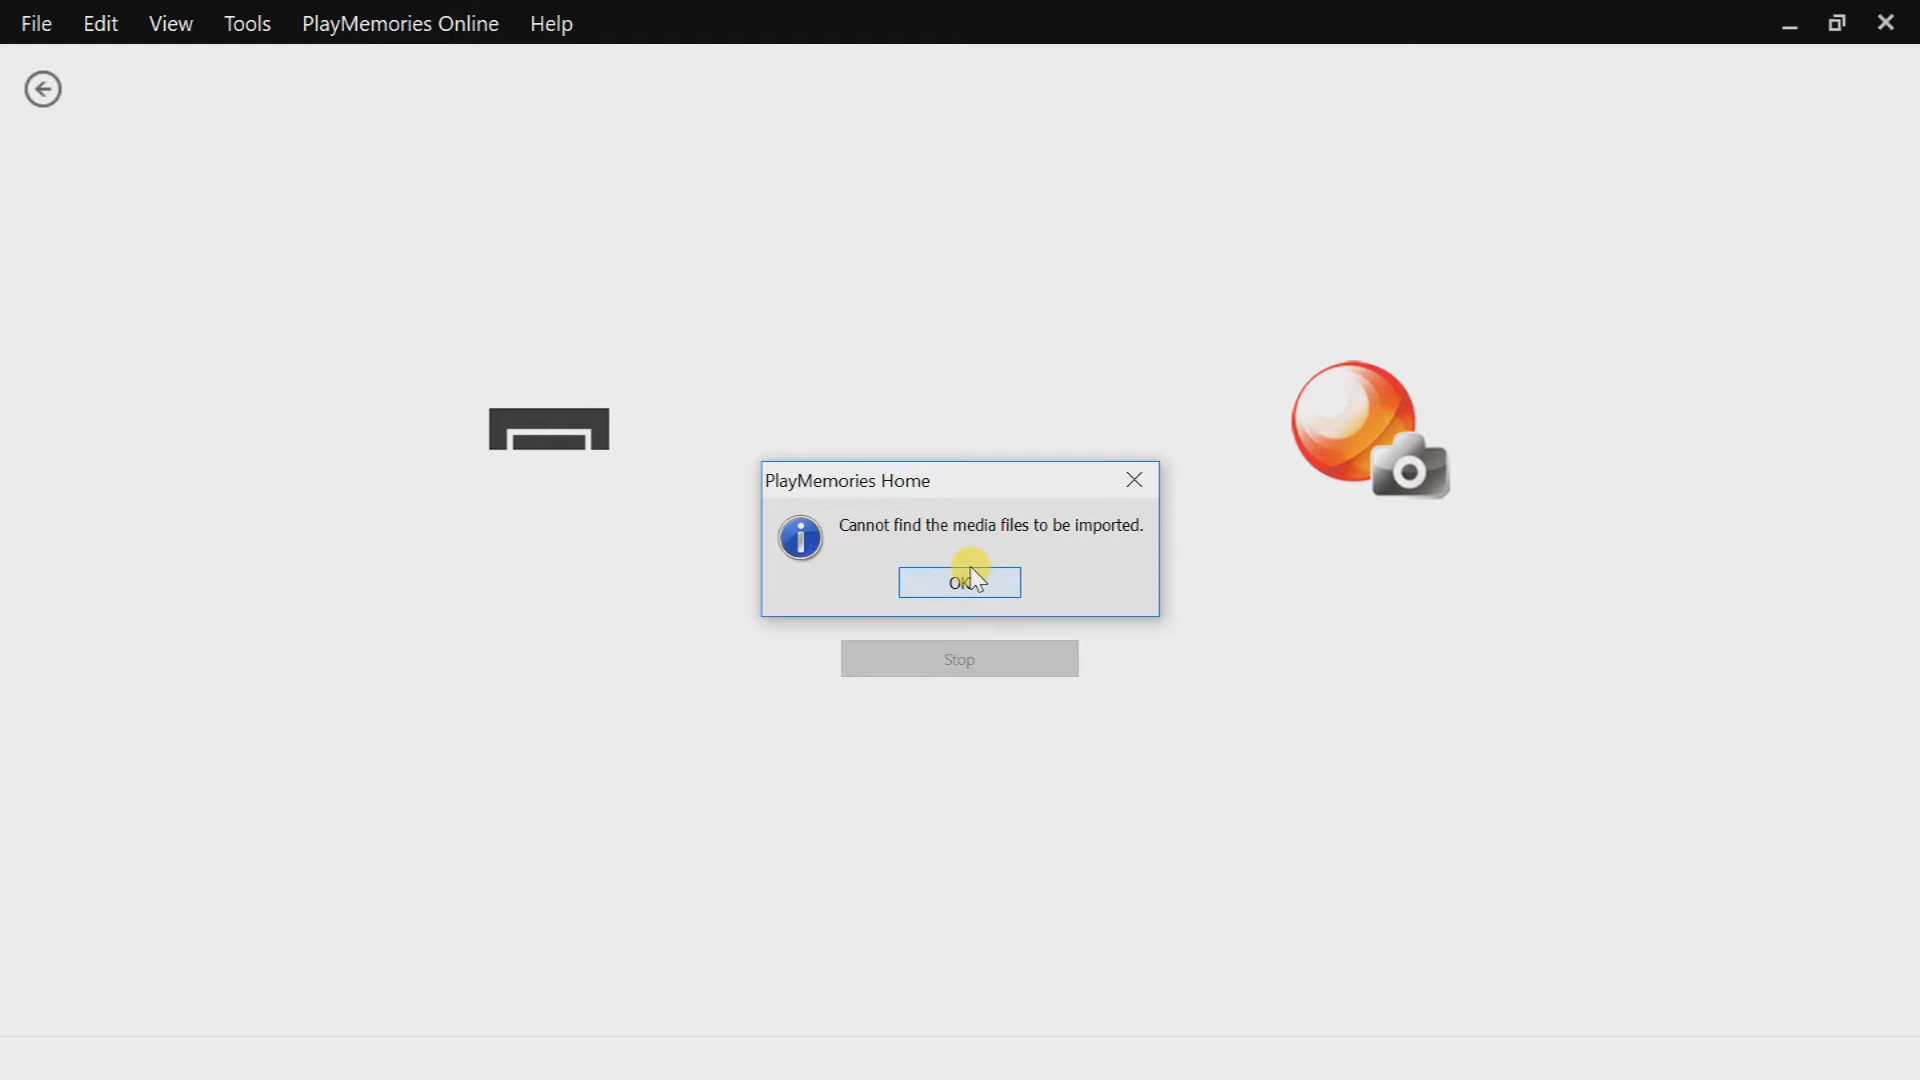 File Edit View Tools PlayMemories Online Help
PlayMemories Home
Cannot find the media files to be imported.
OK
Stop